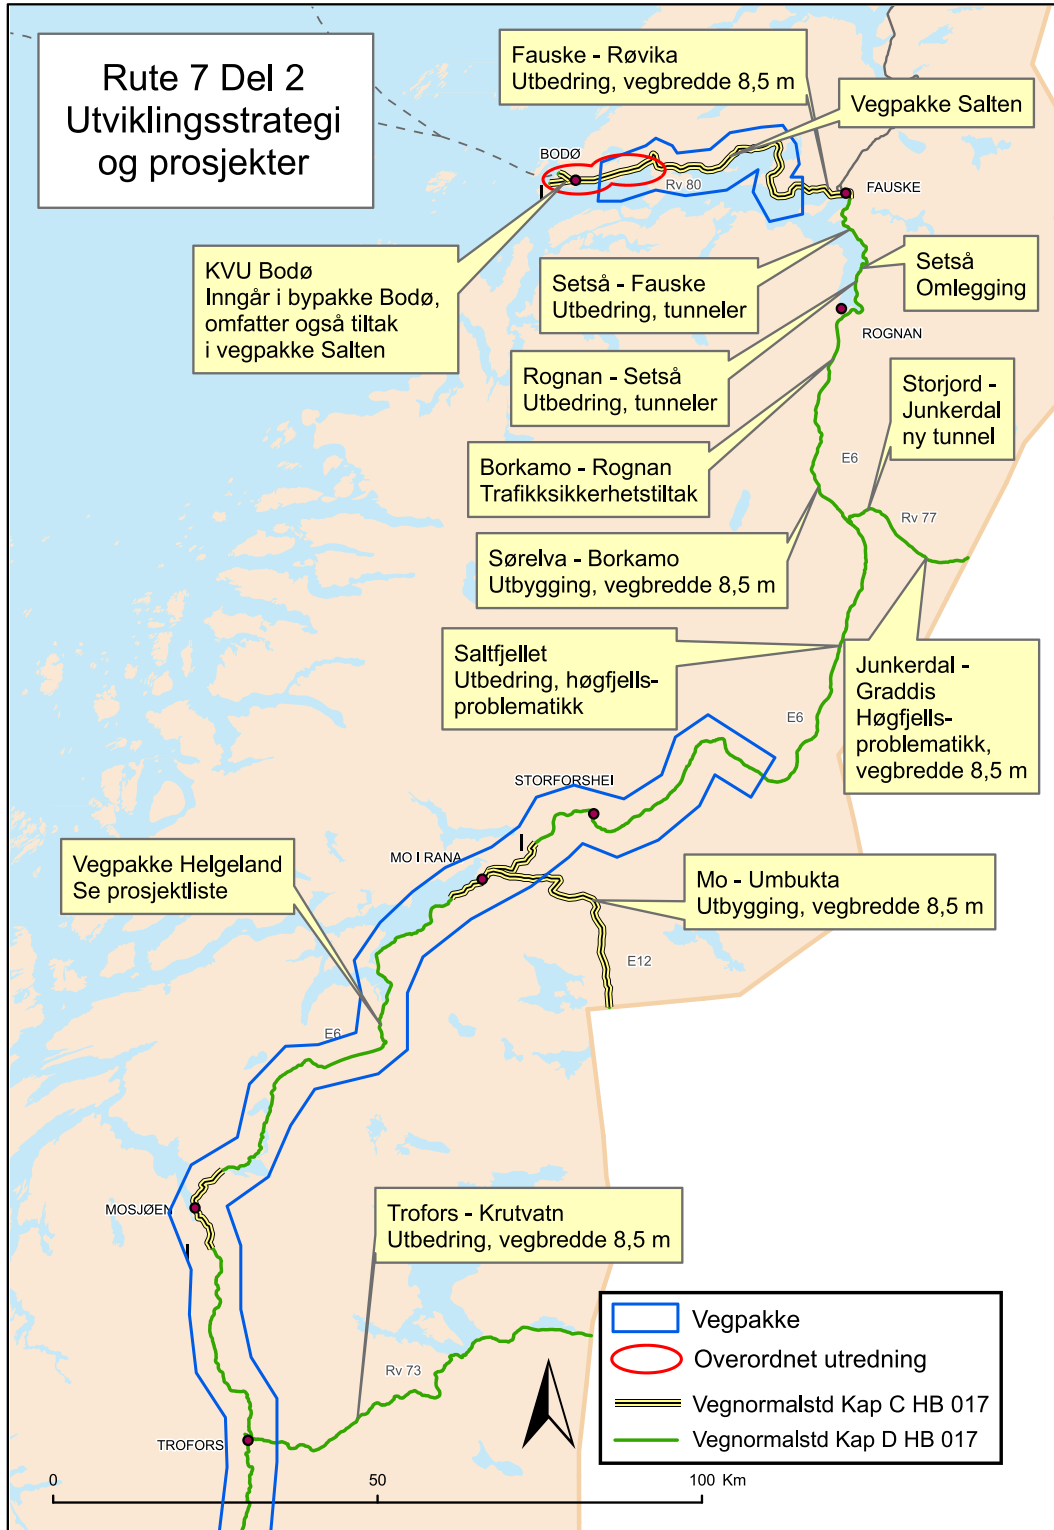 Rute 7 Del 2
Utviklingsstrategi
og prosjekter
Fauske - Røvika
Utbedring, vegbredde 8,5 m
Vegpakke Salten
BODØ
Rv 80
FAUSKE
KVU Bodø
Inngår i bypakke Bodø,
omfatter også tiltak
i vegpakke Salten
Setså - Fauske
Utbedring, tunneler
Setså
Omlegging
ROGNAN
Rognan - Setså
Utbedring, tunneler
Storjord -
Junkerdal
ny tunnel
Borkamo - Rognan
Trafikksikkerhetstiltak
E6
Rv 77
Sørelva - Borkamo
Utbygging, vegbredde 8,5 m
Saltfjellet
Utbedring, høgfjells-
problematikk
Junkerdal -
Graddis
Høgfjells-
problematikk,
vegbredde 8,5 m
E6
STORFORSHEI
MO I RANA
Vegpakke Helgeland
Se prosjektliste
Mo - Umbukta
Utbygging, vegbredde 8,5 m
E12
E6
MOSJØEN
Trofors - Krutvatn
Utbedring, vegbredde 8,5 m
Rv 73
TROFORS
Vegpakke
Overordnet utredning
Vegnormalstd Kap C HB 017
Vegnormalstd Kap D HB 017
0 50 100 Km